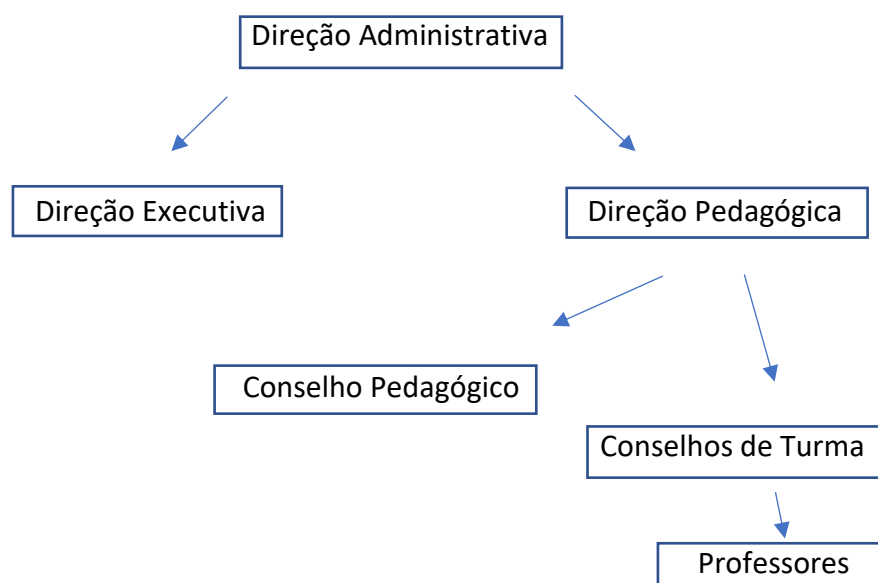 Direção Administrativa
Direção Executiva
Direção Pedagógica
Conselho Pedagógico
Conselhos de Turma
Professores